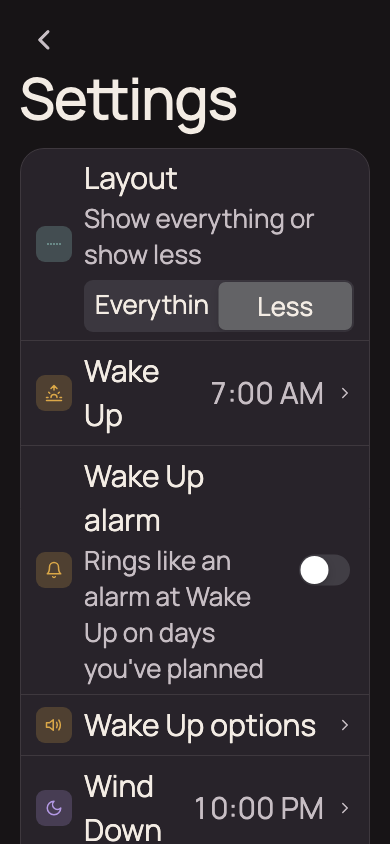 Settings
Layout
Show everything or
show less
Everythin
Less
Wake
Up
7:00 AM
Wake Up
alarm
Rings like an
alarm at Wake
Up on days
you've planned
Wake Up options
Wind
Down
10:00 PM